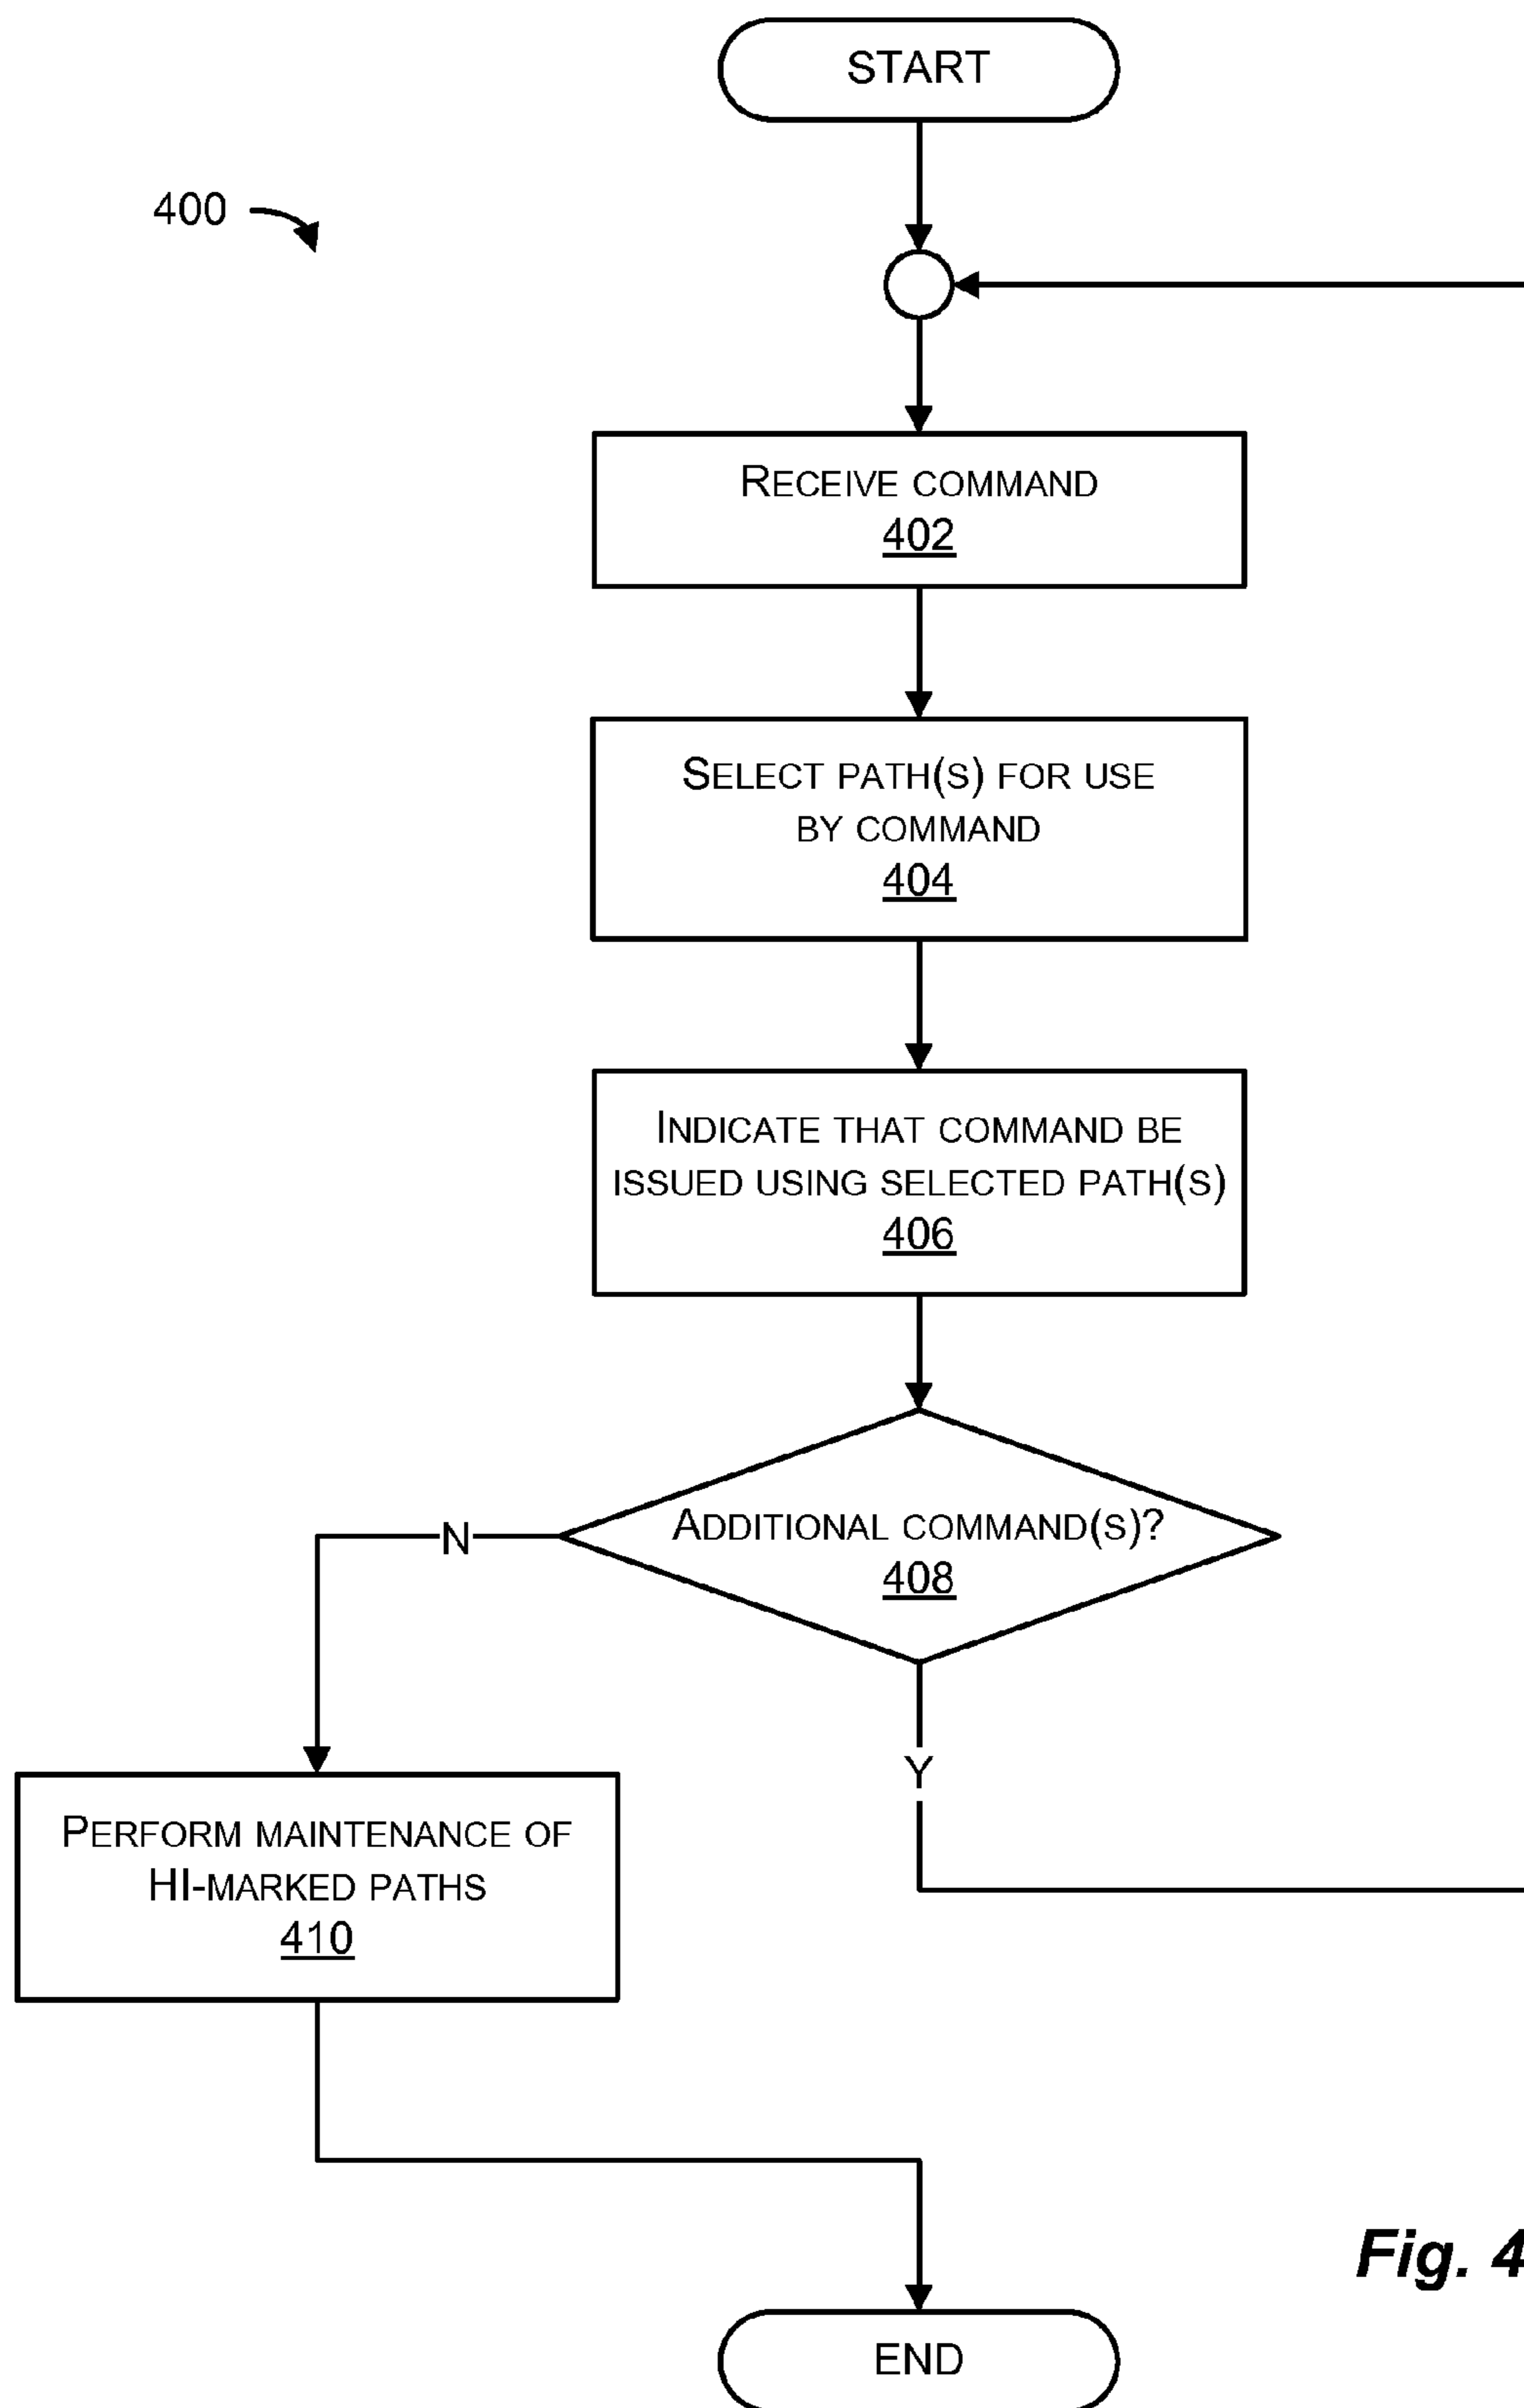 START
400
RECEIVE COMMAND
402
SELECT PATH(S) FOR USE
BY COMMAND
404
INDICATE THAT COMMAND BE
ISSUED USING SELECTED PATH(S)
406
ADDITIONAL COMMAND(S)?
408
N
Y
PERFORM MAINTENANCE OF
HI-MARKED PATHS
410
Fig. 4
END